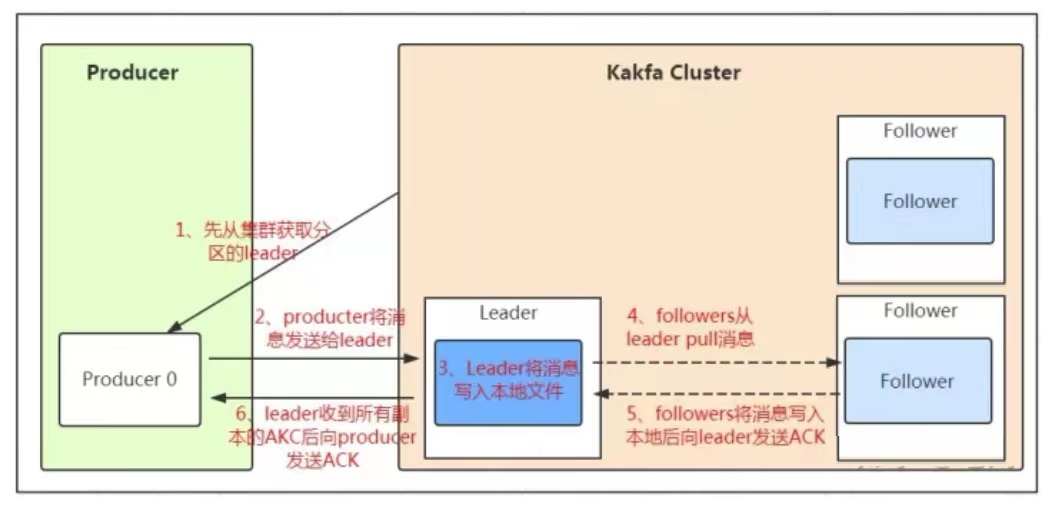 Producer
Kakfa Cluster
Follower
Follower
1、先从集群获取分
区的leader
Follower
Leader
2、producter将消
息发送给leader
4、followers从
leader pull消息
3、Leader将消息
写入本地文件
Producer 0
Follower
6、leader收到所有副
本的AKC后向producer
发送ACK
5、followers将消息写入
本地后向leader发送ACK